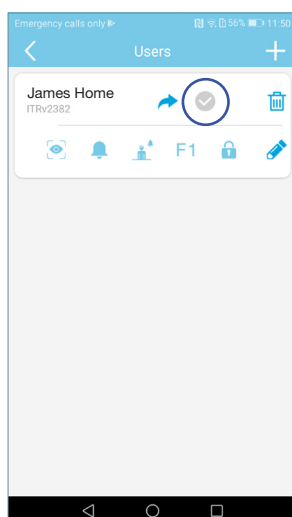 Emergency calls only 56% 11:50
Users
James Home
ITRv2382
F1